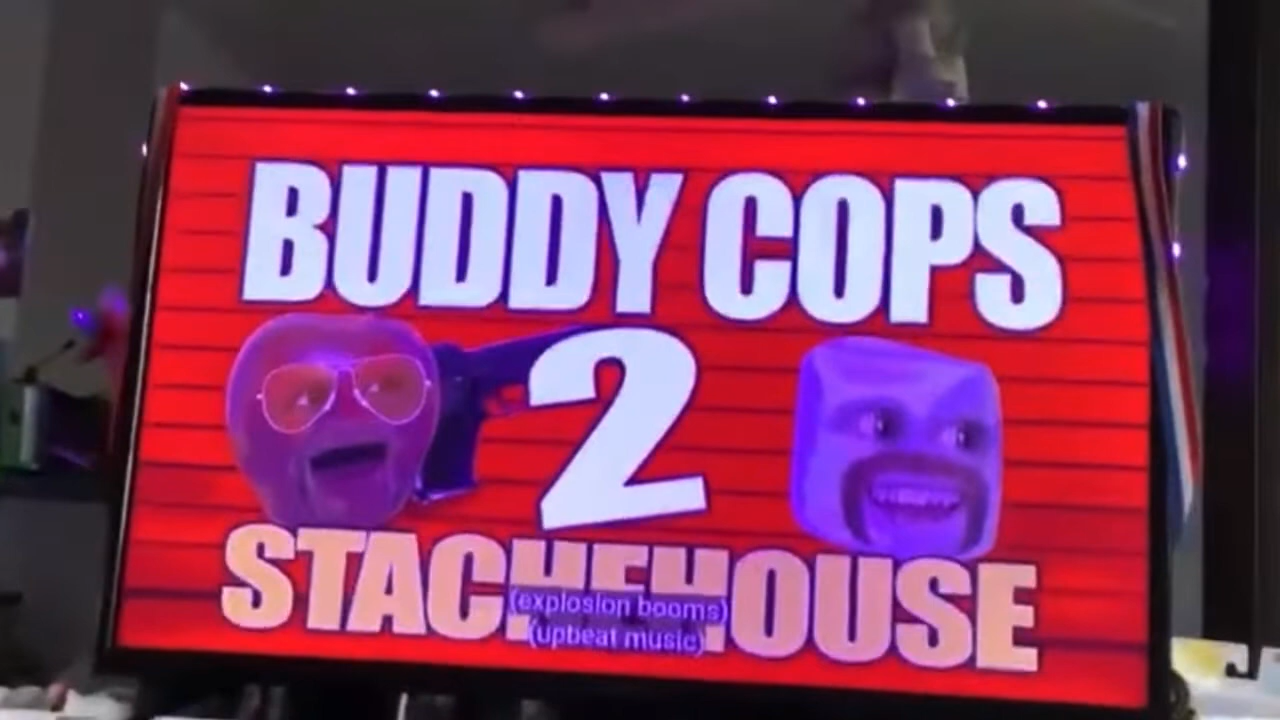 BUDDY COPS
2
STACHEHOUSE
(explosion booms)
(upbeat music)